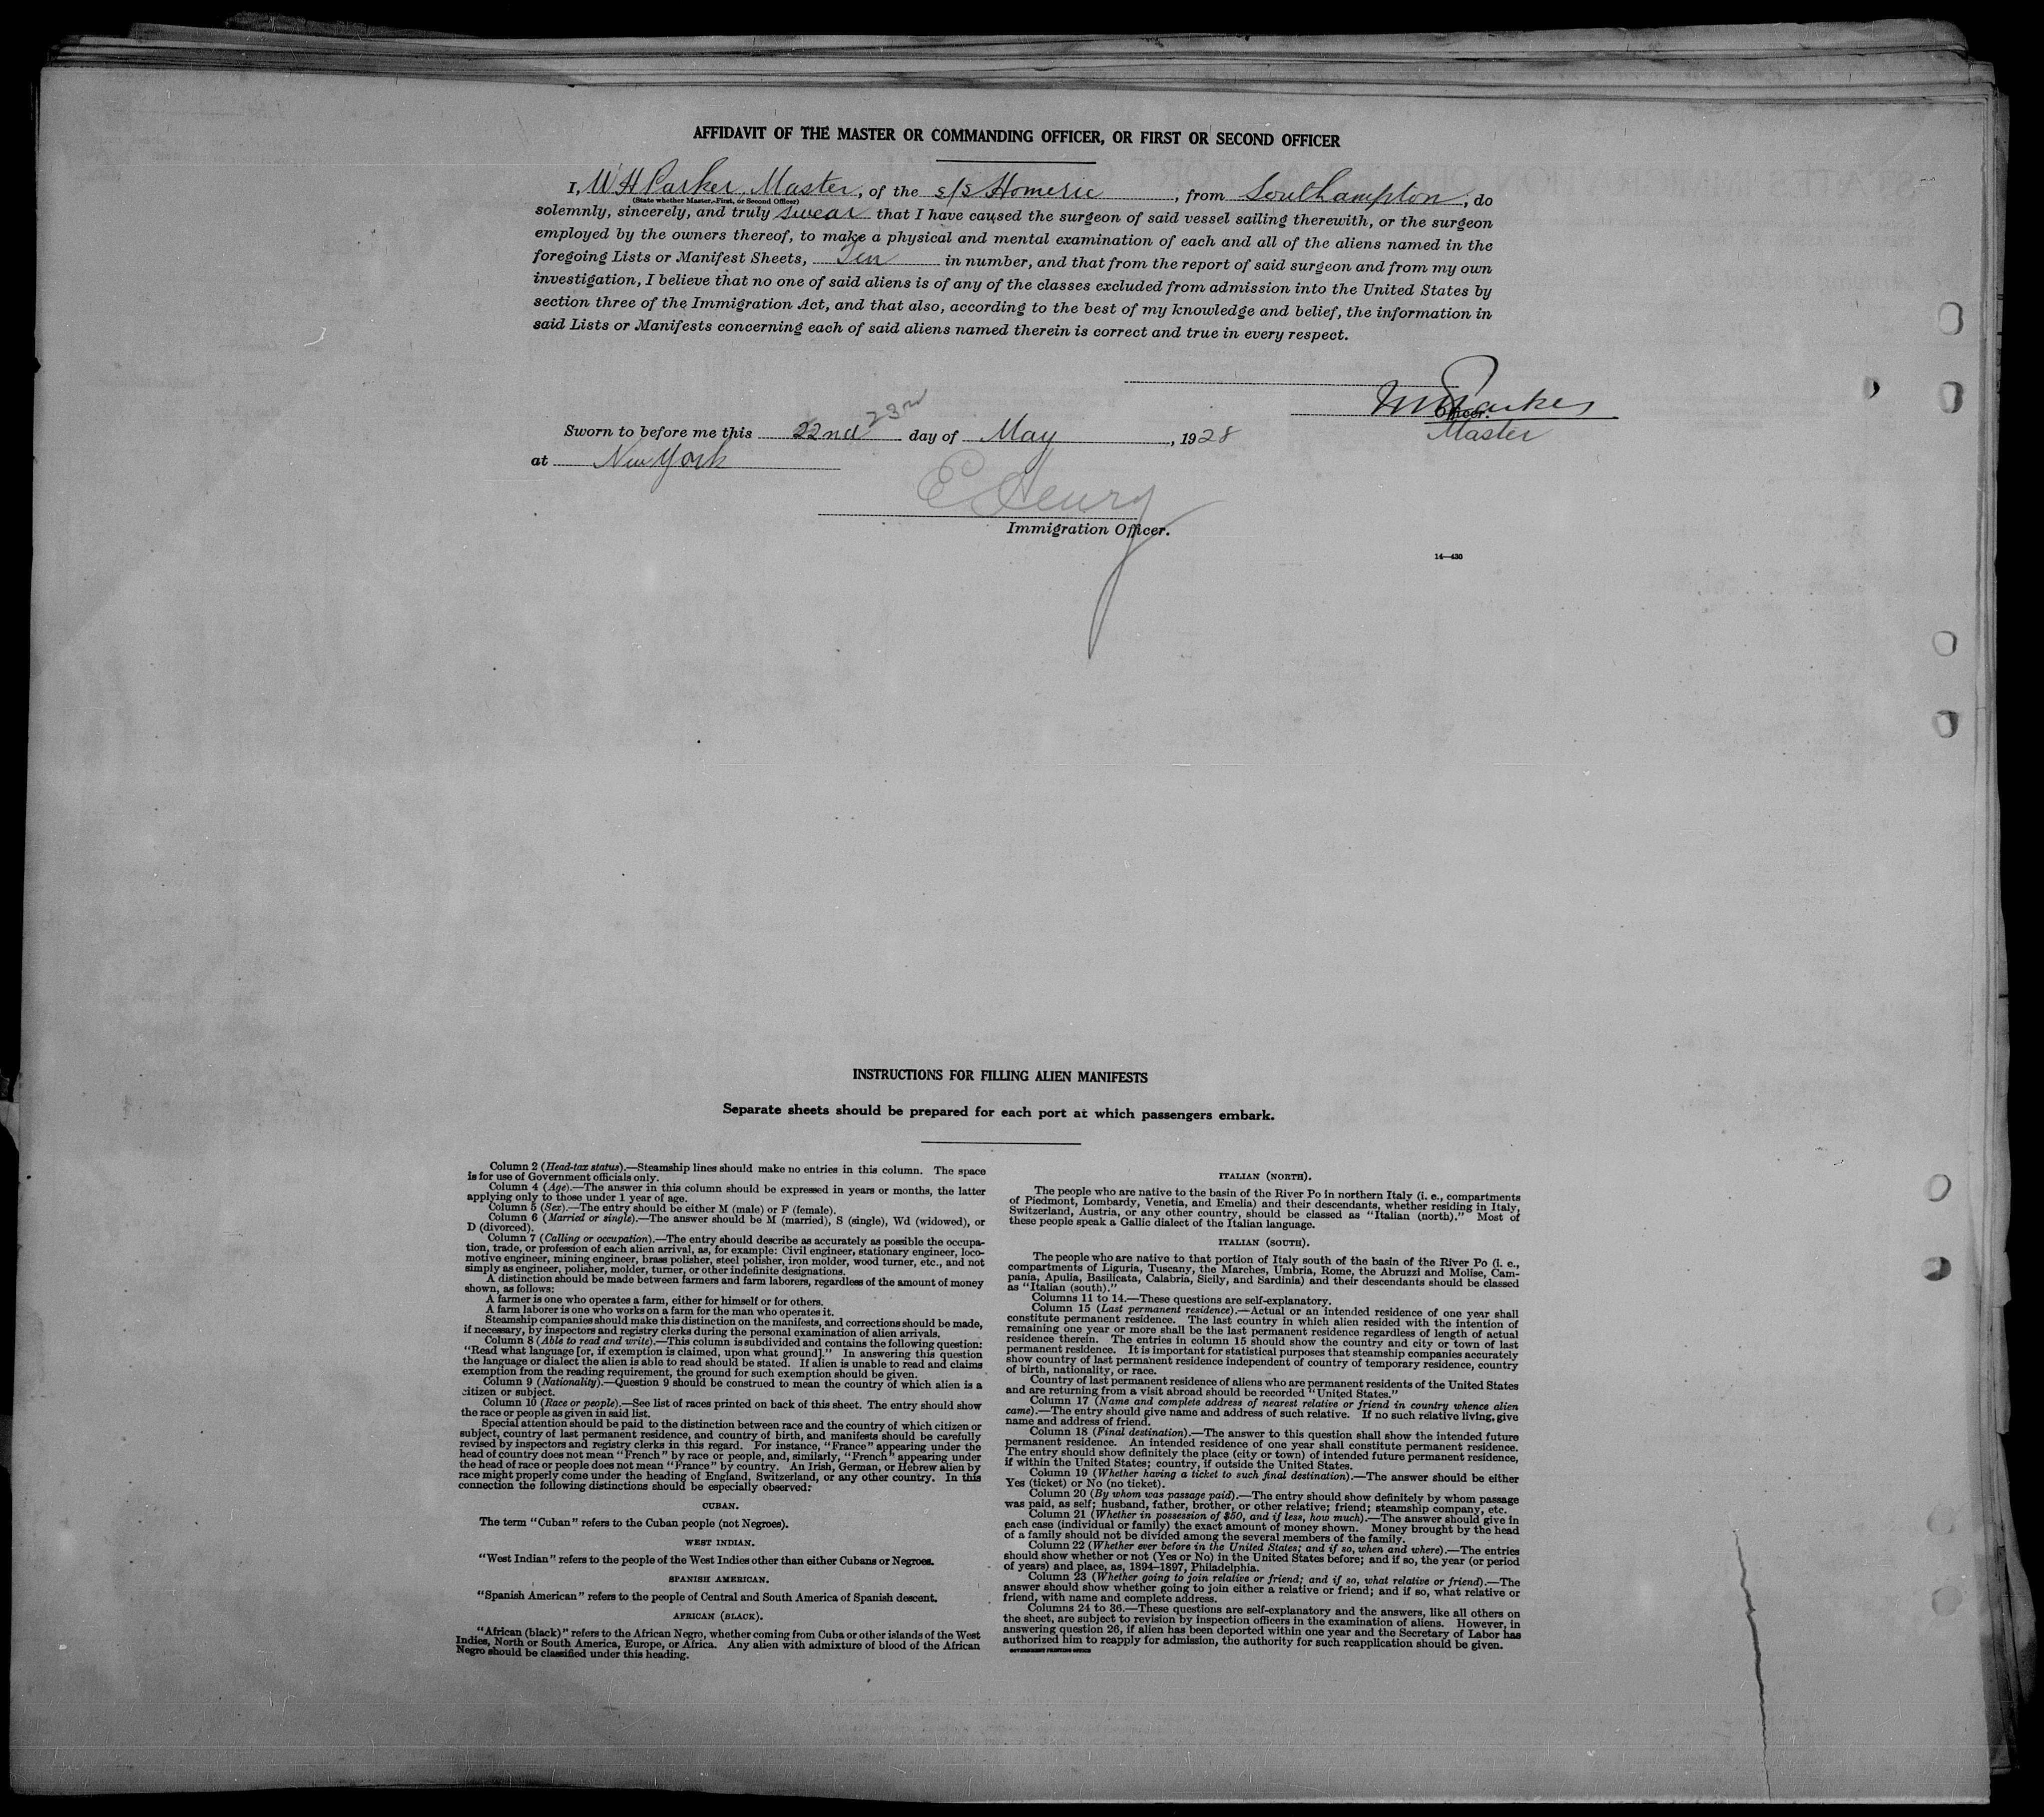 AFFIDAVIT OF THE MASTER OR COMMANDING OFFICER, OR FIRST OR SECOND OFFICER
I, W H Parker, Master, of the s/s Homeric, from Southampton, do
(State whether Master, First, or Second Officer)
solemnly, sincerely, and truly swear that I have caused the surgeon of said vessel sailing therewith, or the surgeon
employed by the owners thereof, to make a physical and mental examination of each and all of the aliens named in the
foregoing Lists or Manifest Sheets, Ten in number, and that from the report of said surgeon and from my own
investigation, I believe that no one of said aliens is of any of the classes excluded from admission into the United States by
section three of the Immigration Act, and that also, according to the best of my knowledge and belief, the information in
said Lists or Manifests concerning each of said aliens named therein is correct and true in every respect.
WHParker
Officer.
23rd
Sworn to before me this 22nd day of May, 1928
Master
at New York
E Henry
Immigration Officer.
14—430
INSTRUCTIONS FOR FILLING ALIEN MANIFESTS
Separate sheets should be prepared for each port at which passengers embark.
Column 2 (Head-tax status).—Steamship lines should make no entries in this column. The space
is for use of Government officials only.
Column 4 (Age).—The answer in this column should be expressed in years or months, the latter
applying only to those under 1 year of age.
Column 5 (Sex).—The entry should be either M (male) or F (female).
Column 6 (Married or single).—The answer should be M (married), S (single), Wd (widowed), or
D (divorced).
Column 7 (Calling or occupation).—The entry should describe as accurately as possible the occupa-
tion, trade, or profession of each alien arrival, as, for example: Civil engineer, stationary engineer, loco-
motive engineer, mining engineer, brass polisher, steel polisher, iron molder, wood turner, etc., and not
simply as engineer, polisher, molder, turner, or other indefinite designations.
A distinction should be made between farmers and farm laborers, regardless of the amount of money
shown, as follows:
A farmer is one who operates a farm, either for himself or for others.
A farm laborer is one who works on a farm for the man who operates it.
Steamship companies should make this distinction on the manifests, and corrections should be made,
if necessary, by inspectors and registry clerks during the personal examination of alien arrivals.
Column 8 (Able to read and write).—This column is subdivided and contains the following question:
"Read what language [or, if exemption is claimed, upon what ground]." In answering this question
the language or dialect the alien is able to read should be stated. If alien is unable to read and claims
exemption from the reading requirement, the ground for such exemption should be given.
Column 9 (Nationality).—Question 9 should be construed to mean the country of which alien is a
citizen or subject.
Column 10 (Race or people).—See list of races printed on back of this sheet. The entry should show
the race or people as given in said list.
Special attention should be paid to the distinction between race and the country of which citizen or
subject, country of last permanent residence, and country of birth, and manifests should be carefully
revised by inspectors and registry clerks in this regard. For instance, "France" appearing under the
head of country does not mean "French" by race or people, and, similarly, "French" appearing under
the head of race or people does not mean "France" by country. An Irish, German, or Hebrew alien by
race might properly come under the heading of England, Switzerland, or any other country. In this
connection the following distinctions should be especially observed:
CUBAN.
The term "Cuban" refers to the Cuban people (not Negroes).
WEST INDIAN.
"West Indian" refers to the people of the West Indies other than either Cubans or Negroes.
SPANISH AMERICAN.
"Spanish American" refers to the people of Central and South America of Spanish descent.
AFRICAN (BLACK).
"African (black)" refers to the African Negro, whether coming from Cuba or other islands of the West
Indies, North or South America, Europe, or Africa. Any alien with admixture of blood of the African
Negro should be classified under this heading.
ITALIAN (NORTH).
The people who are native to the basin of the River Po in northern Italy (i. e., compartments
of Piedmont, Lombardy, Venetia, and Emelia) and their descendants, whether residing in Italy,
Switzerland, Austria, or any other country, should be classed as "Italian (north)." Most of
these people speak a Gallic dialect of the Italian language.
ITALIAN (SOUTH).
The people who are native to that portion of Italy south of the basin of the River Po (i. e.,
compartments of Liguria, Tuscany, the Marches, Umbria, Rome, the Abruzzi and Molise, Cam-
pania, Apulia, Basilicata, Calabria, Sicily, and Sardinia) and their descendants should be classed
as "Italian (south)."
Columns 11 to 14.—These questions are self-explanatory.
Column 15 (Last permanent residence).—Actual or an intended residence of one year shall
constitute permanent residence. The last country in which alien resided with the intention of
remaining one year or more shall be the last permanent residence regardless of length of actual
residence therein. The entries in column 15 should show the country and city or town of last
permanent residence. It is important for statistical purposes that steamship companies accurately
show country of last permanent residence independent of country of temporary residence, country
of birth, nationality, or race.
Country of last permanent residence of aliens who are permanent residents of the United States
and are returning from a visit abroad should be recorded "United States."
Column 17 (Name and complete address of nearest relative or friend in country whence alien
came).—The entry should give name and address of such relative. If no such relative living, give
name and address of friend.
Column 18 (Final destination).—The answer to this question shall show the intended future
permanent residence. An intended residence of one year shall constitute permanent residence.
The entry should show definitely the place (city or town) of intended future permanent residence,
if within the United States; country, if outside the United States.
Column 19 (Whether having a ticket to such final destination).—The answer should be either
Yes (ticket) or No (no ticket).
Column 20 (By whom was passage paid).—The entry should show definitely by whom passage
was paid, as self; husband, father, brother, or other relative; friend; steamship company, etc.
Column 21 (Whether in possession of $50, and if less, how much).—The answer should give in
each case (individual or family) the exact amount of money shown. Money brought by the head
of a family should not be divided among the several members of the family.
Column 22 (Whether ever before in the United States; and if so, when and where).—The entries
should show whether or not (Yes or No) in the United States before; and if so, the year (or period
of years) and place, as, 1894–1897, Philadelphia.
Column 23 (Whether going to join relative or friend; and if so, what relative or friend).—The
answer should show whether going to join either a relative or friend; and if so, what relative or
friend, with name and complete address.
Columns 24 to 36.—These questions are self-explanatory and the answers, like all others on
the sheet, are subject to revision by inspection officers in the examination of aliens. However, in
answering question 26, if alien has been deported within one year and the Secretary of Labor has
authorized him to reapply for admission, the authority for such reapplication should be given.
GOVERNMENT PRINTING OFFICE